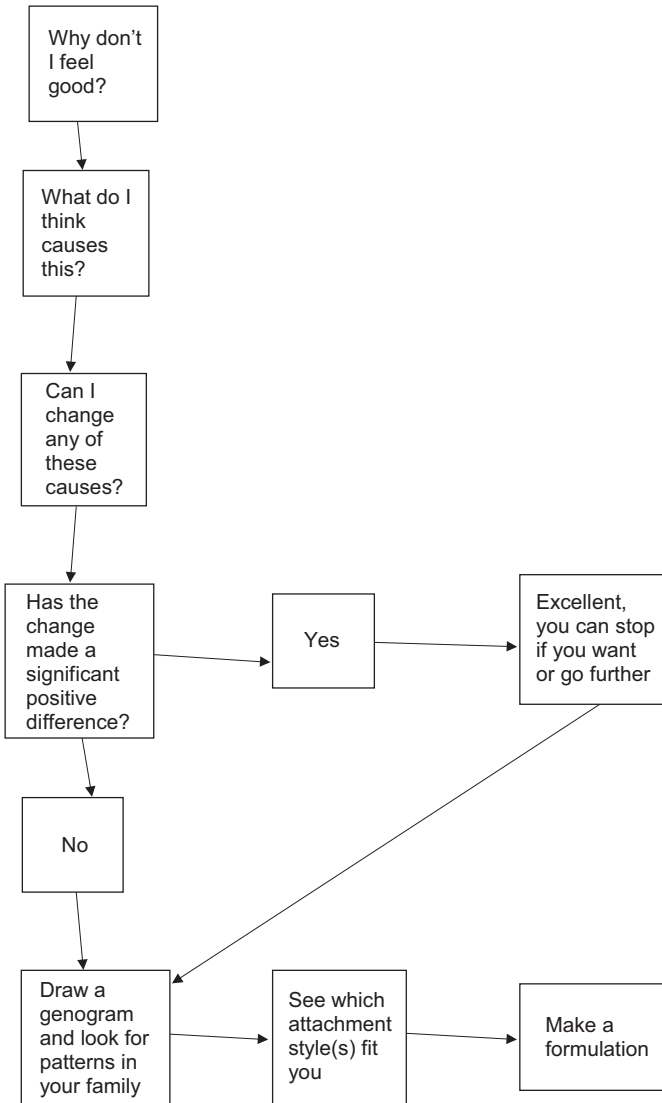 Why don't
I feel
good?
What do I
think
causes
this?
Can I
change
any of
these
causes?
Has the
change
made a
significant
positive
difference?
Yes
Excellent,
you can stop
if you want
or go further
No
Draw a
genogram
and look for
patterns in
your family
See which
attachment
style(s) fit
you
Make a
formulation